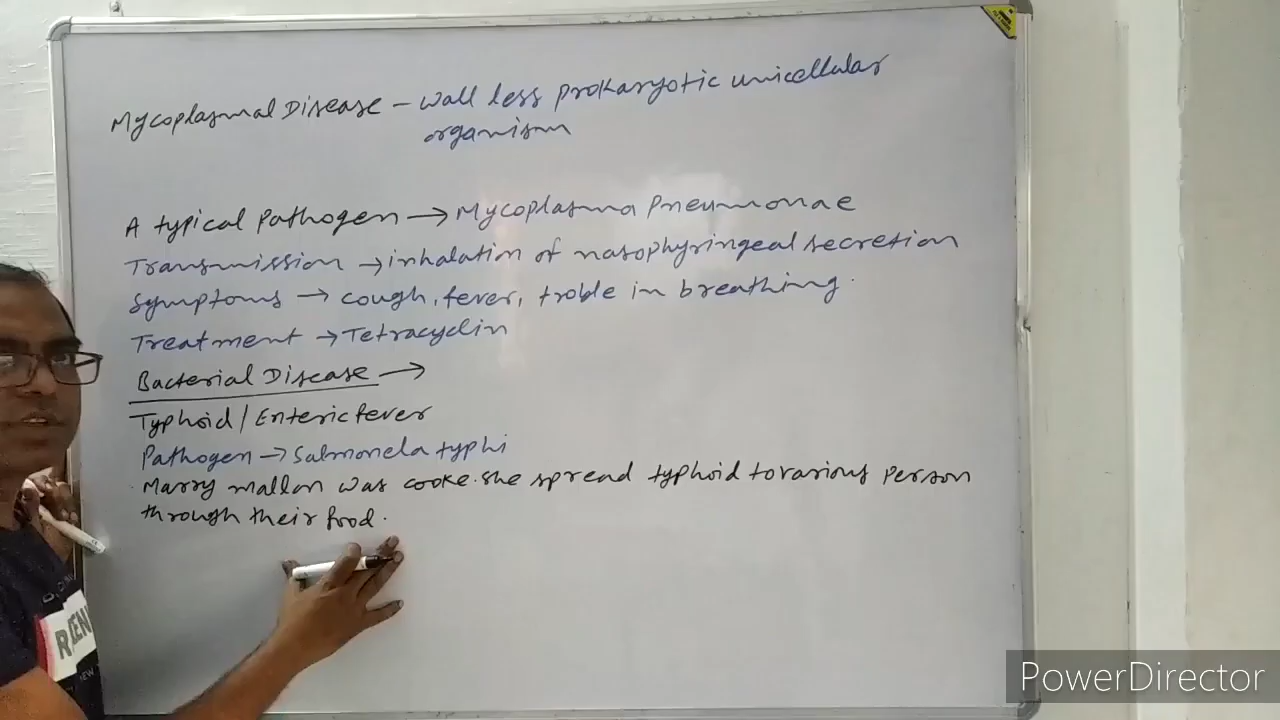 Mycoplasmal Disease - Wall less prokaryotic unicellular
organism
A typical Pathogen → Mycoplasma Pneumonae
Transmission → inhalation of nasophyringeal secretion
Symptoms → cough, fever, troble in breathing.
Treatment → Tetracyclin
Bacterial Disease →
Typhoid / Enteric fever
Pathogen → Salmonela typhi
Marry mallan was cooke. She spread typhoid to various person
through their food.
PowerDirector